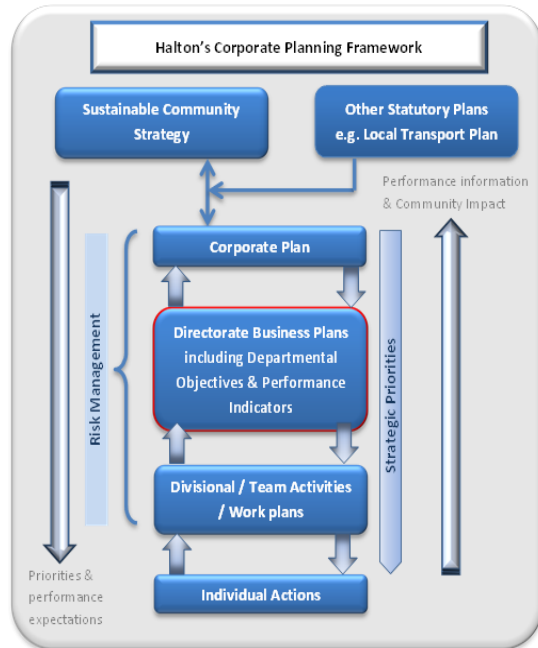 Halton's Corporate Planning Framework
Sustainable Community
Strategy
Other Statutory Plans
e.g. Local Transport Plan
Performance information
& Community Impact
Corporate Plan
Directorate Business Plans
including Departmental
Objectives & Performance
Indicators
Risk Management
Strategic Priorities
Divisional / Team Activities
/ Work plans
Priorities &
performance
expectations
Individual Actions